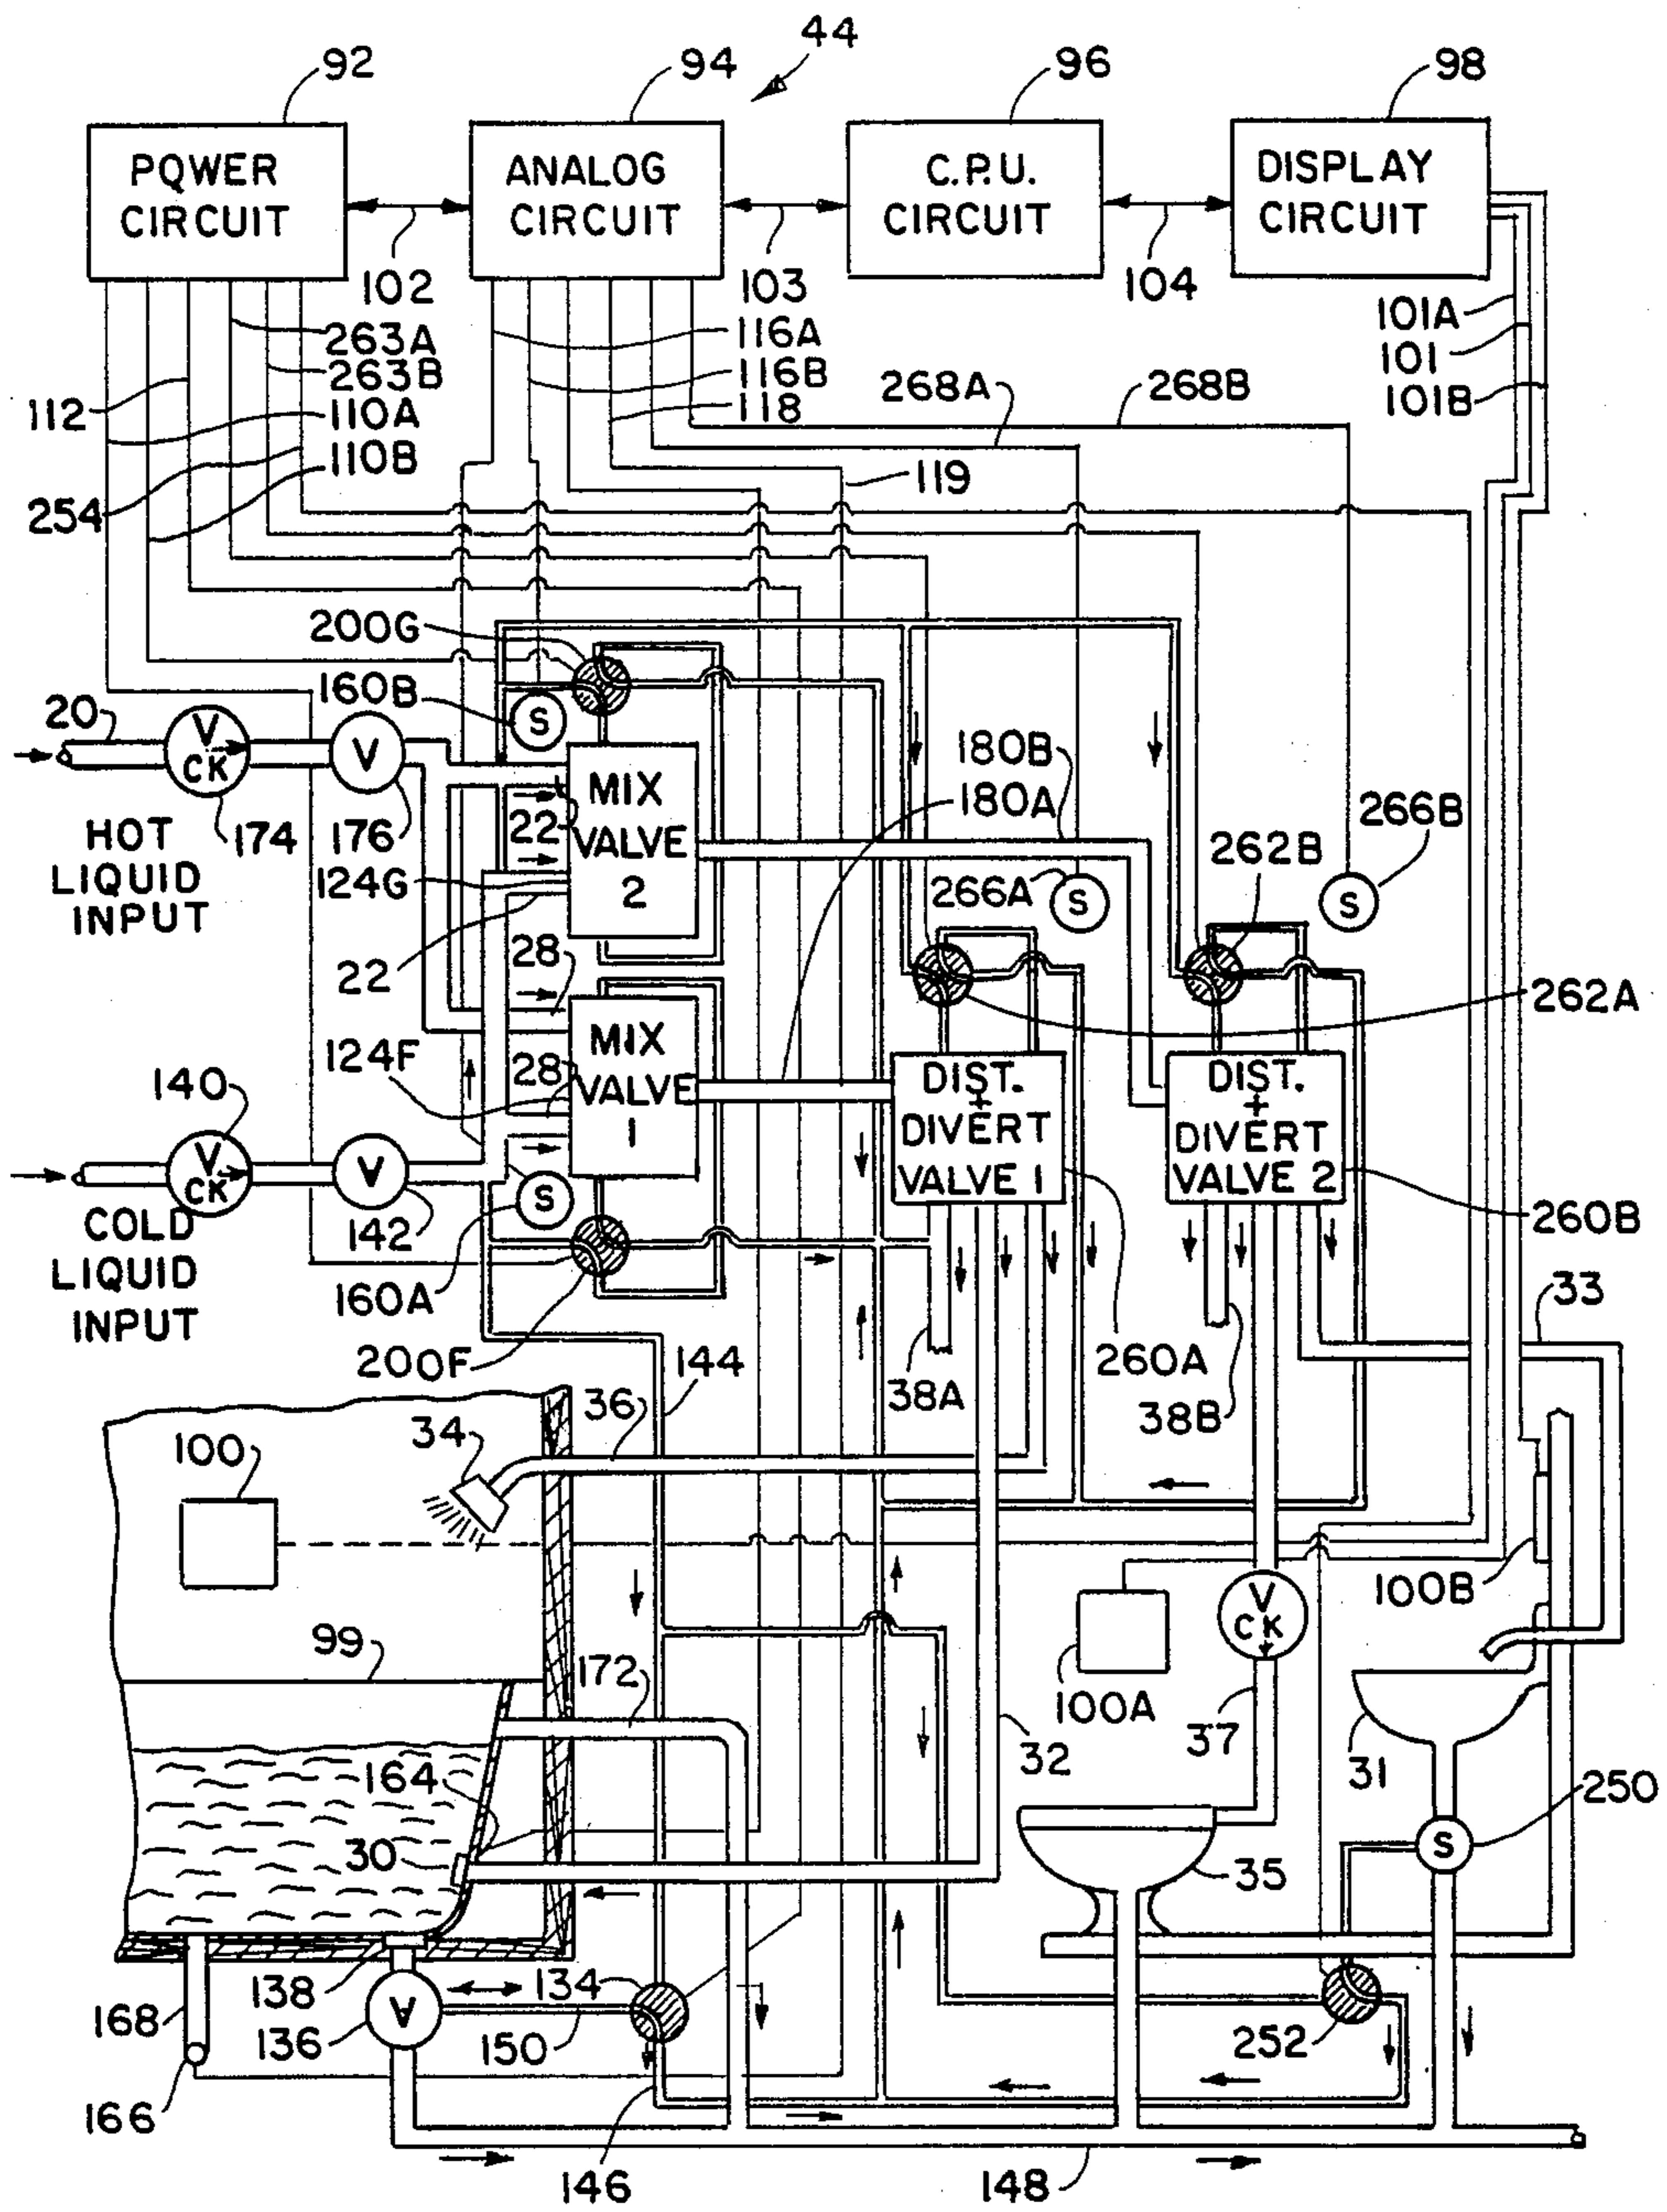 44
92
94
96
98
PQWER
CIRCUIT
ANALOG
CIRCUIT
C.P.U.
CIRCUIT
DISPLAY
CIRCUIT
102
103
104
101A
101
101B
263A
263B
112
110A
110B
254
116A
116B
118
268A
268B
119
200G
160B
S
20
V
CK
V
174
176
HOT
LIQUID
INPUT
MIX
VALVE
2
22
124G
22
28
180B
180A
266A
S
262B
266B
S
262A
124F
28
MIX
VALVE
1
DIST.
+
DIVERT
VALVE 1
DIST.
+
DIVERT
VALVE 2
140
V
CK
V
142
S
COLD
LIQUID
INPUT
160A
200F
260B
33
144
38A
260A
38B
36
34
100
V
CK
100B
99
172
100A
37
32
31
164
250
S
30
35
138
134
V
136
150
168
252
166
146
148